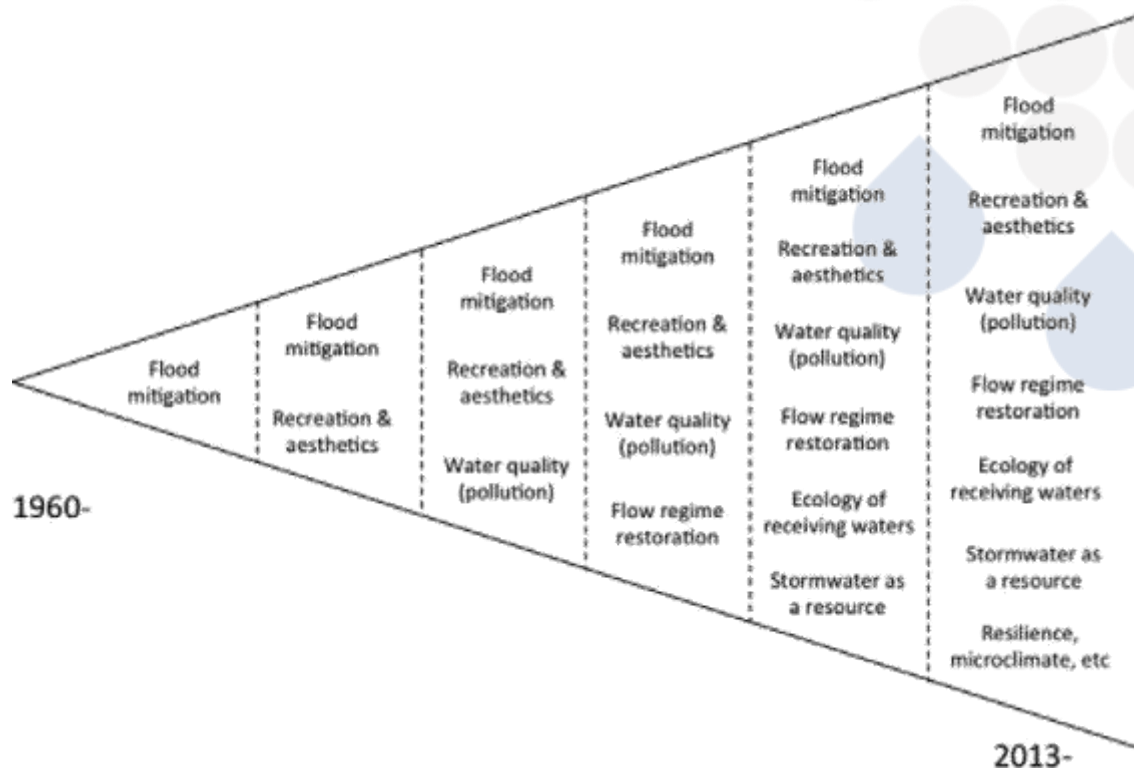 Flood
mitigation
Flood
mitigation
Recreation &
aesthetics
Flood
mitigation
Recreation &
aesthetics
Water quality
(pollution)
Flood
mitigation
Recreation &
aesthetics
Water quality
(pollution)
Flow regime
restoration
Flood
mitigation
Recreation &
aesthetics
Water quality
(pollution)
Flow regime
restoration
Ecology of
receiving waters
Stormwater as
a resource
Flood
mitigation
Recreation &
aesthetics
Water quality
(pollution)
Flow regime
restoration
Ecology of
receiving waters
Stormwater as
a resource
Resilience,
microclimate, etc
1960-
2013-